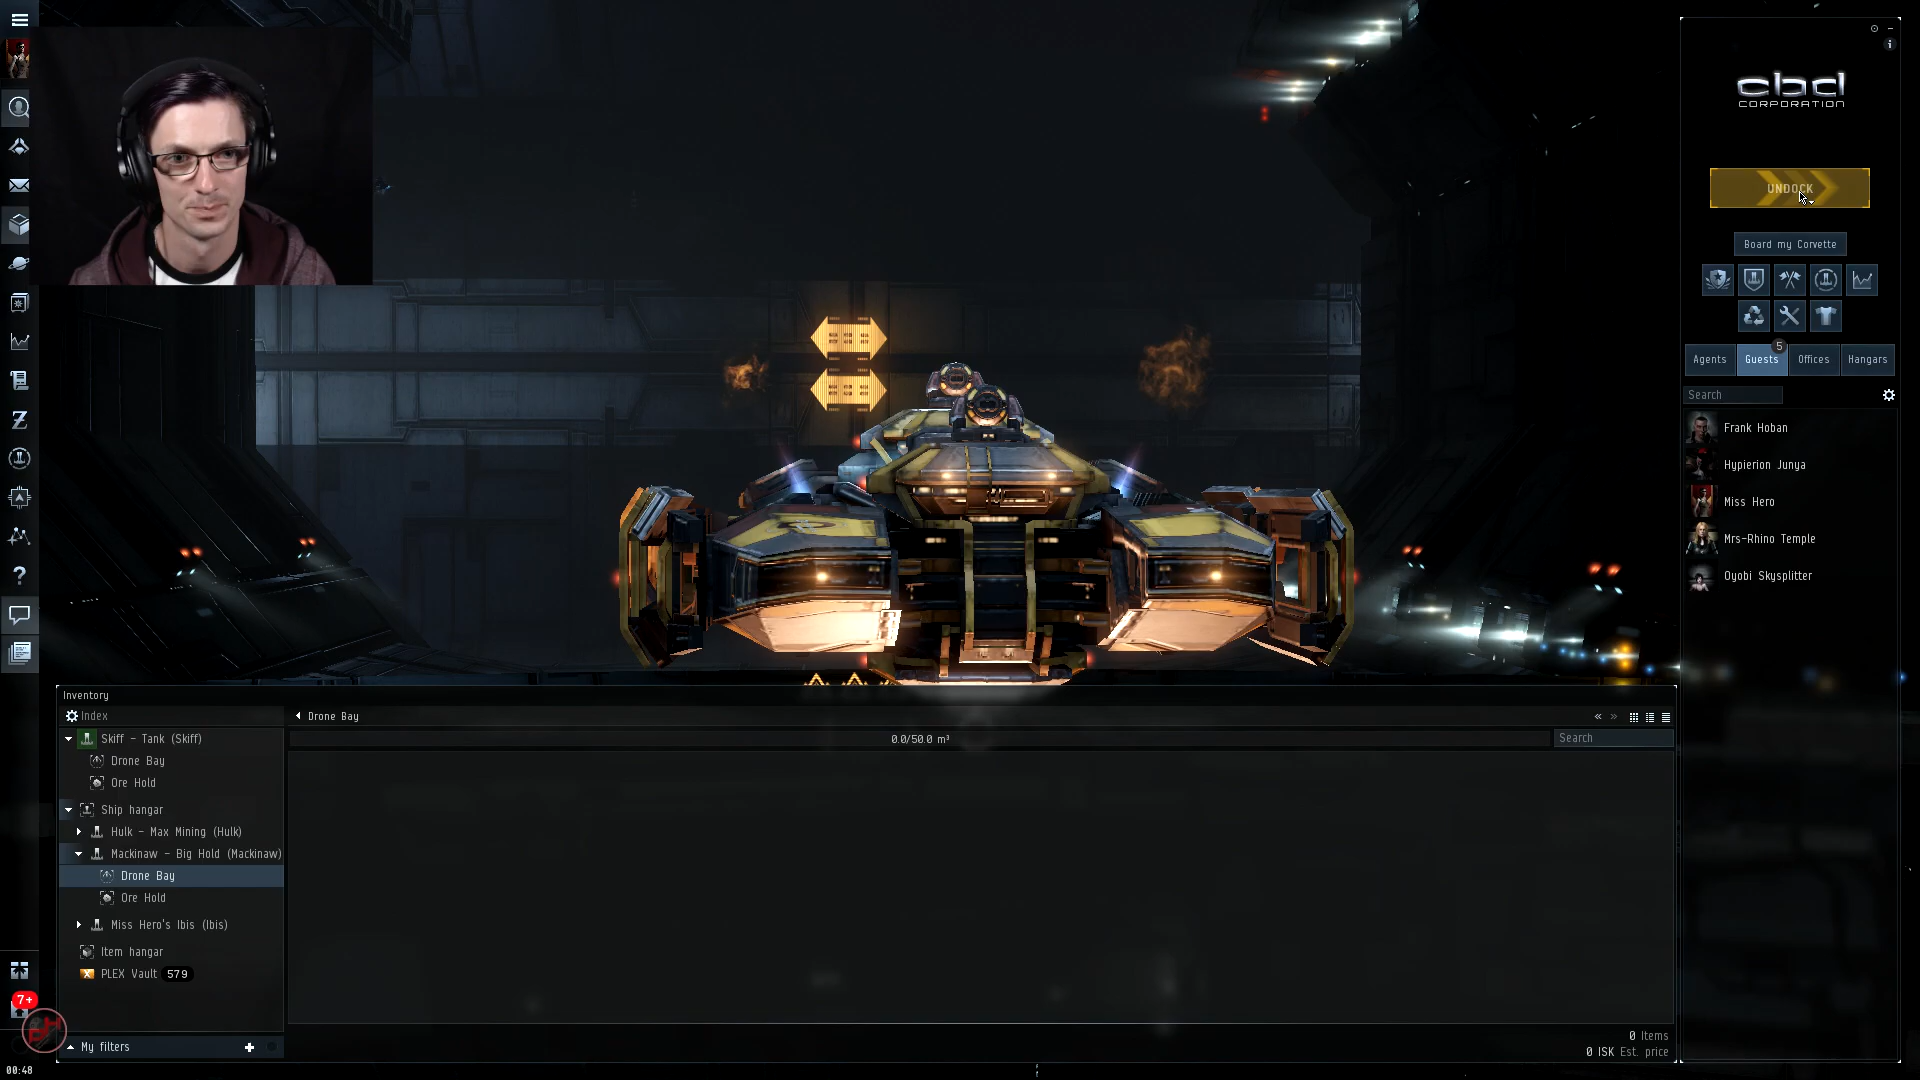 cbd
CORPORATION
UNDOCK
Board my Corvette
5
Agents
Guests
Offices
Hangars
Search
Frank Hoban
Hypierion Junya
Miss Hero
Mrs-Rhino Temple
Oyobi Skysplitter
Inventory
Index
Drone Bay
0.0/50.0 m³
Search
Skiff - Tank (Skiff)
Drone Bay
Ore Hold
Ship hangar
Hulk - Max Mining (Hulk)
Mackinaw - Big Hold (Mackinaw)
Drone Bay
Ore Hold
Miss Hero's Ibis (Ibis)
Item hangar
PLEX Vault 579
7+
My filters
0 Items
0 ISK Est. price
00:48